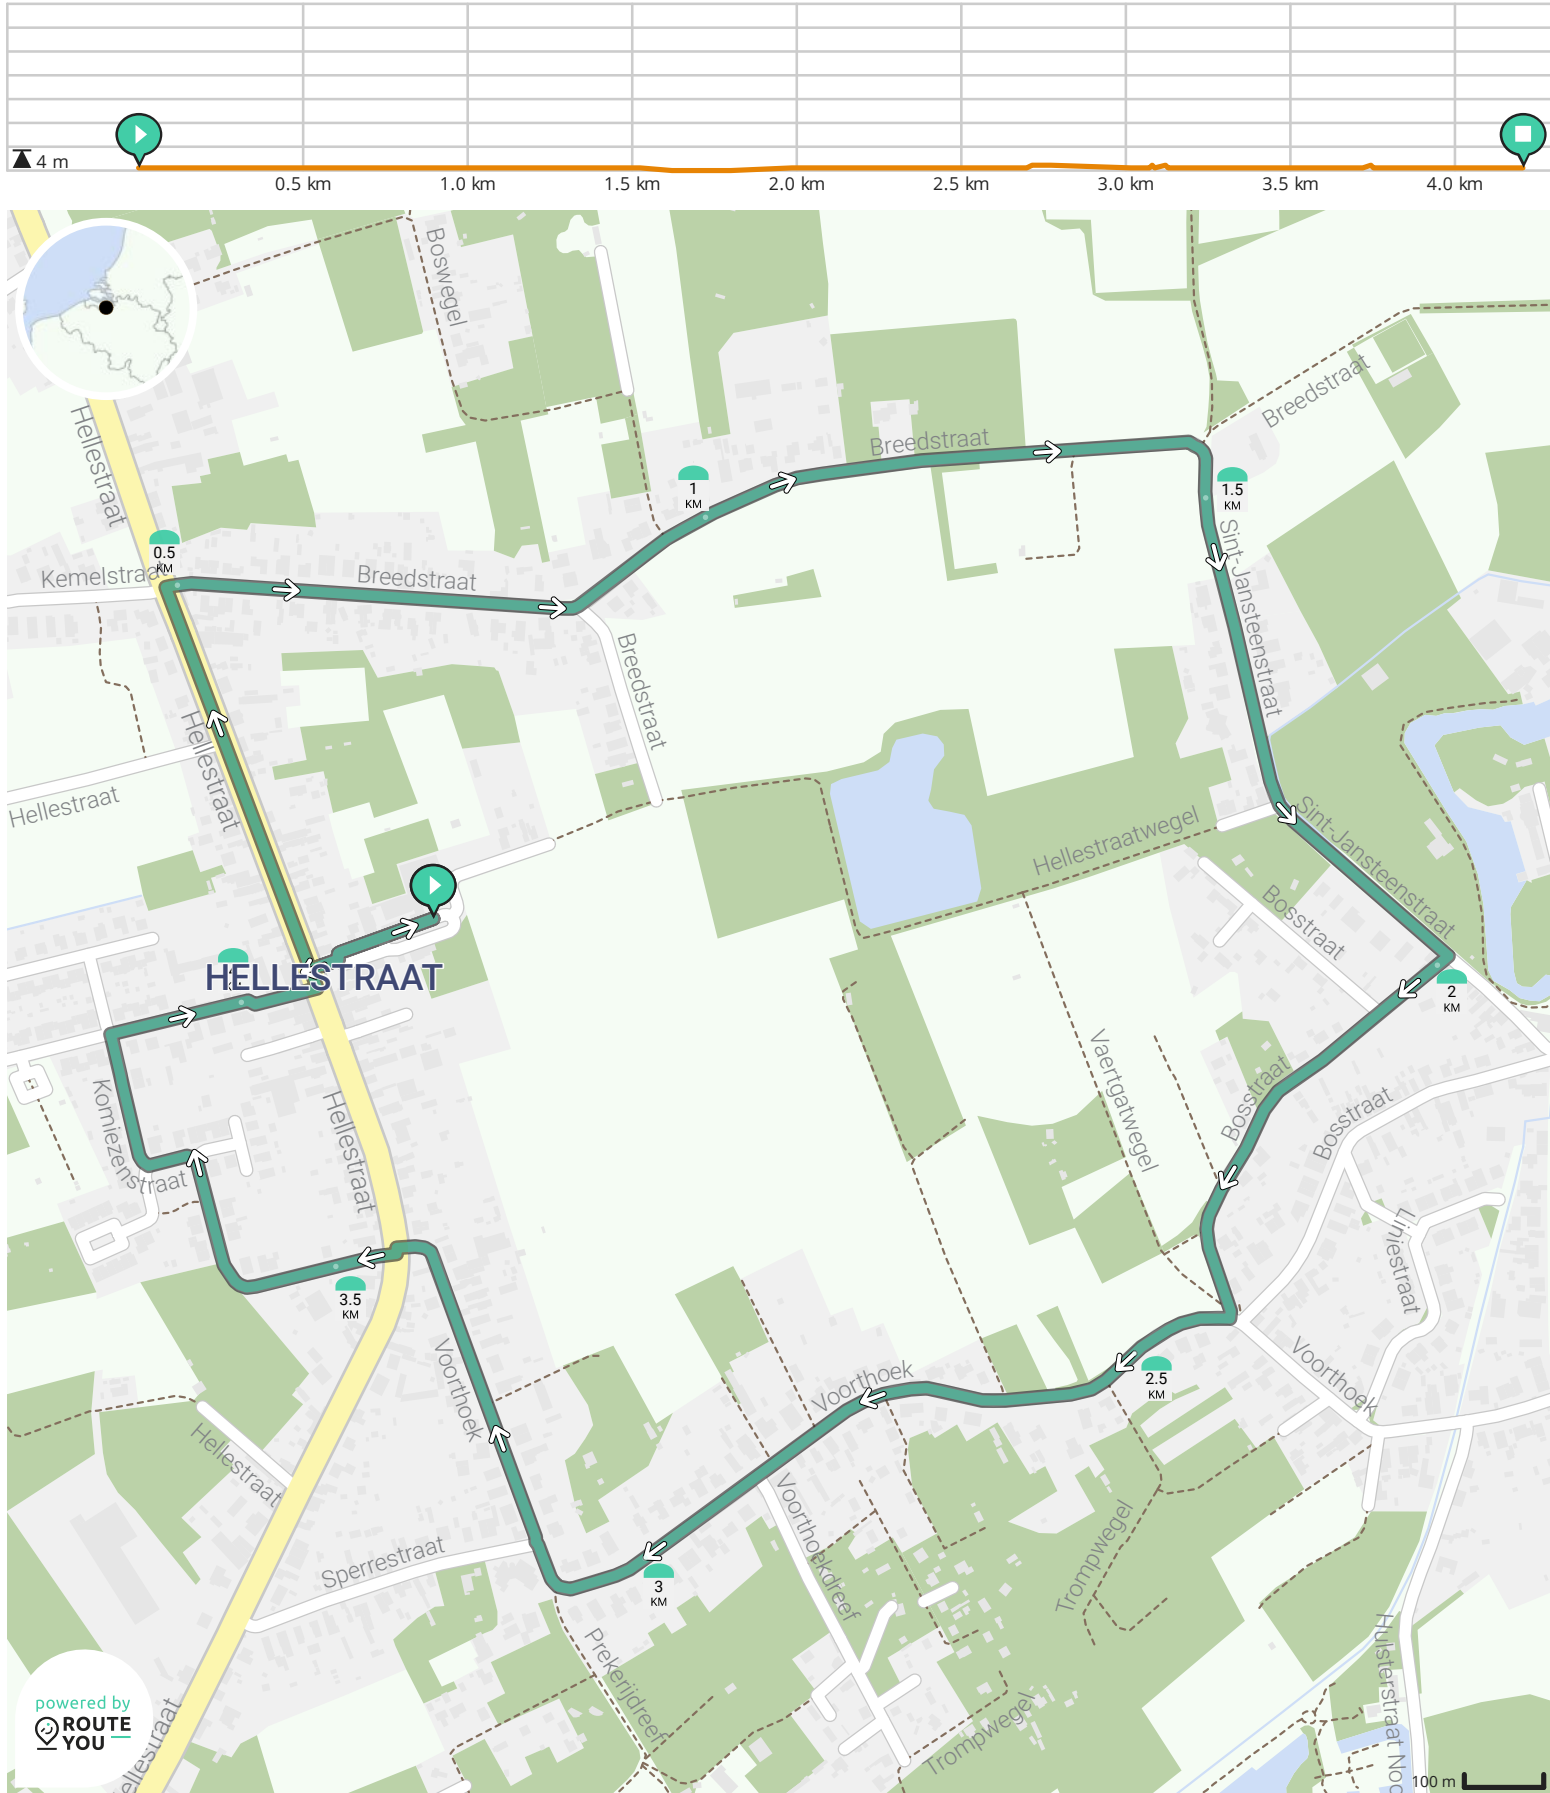 4 m
0.5 km
1.0 km
1.5 km
2.0 km
2.5 km
3.0 km
3.5 km
4.0 km
Boswegel
Hellestraat
Breedstraat
Breedstraat
1
KM
1.5
KM
0.5
KM
Kemelstraat
Breedstraat
Sint-Jansteenstraat
Breedstraat
Hellestraat
Hellestraat
Hellestraatwegel
Sint-Jansteenstraat
Bosstraat
HELLESTRAAT
2
KM
Vaertgatwegel
Bosstraat
Bosstraat
Komiezenstraat
Hellestraat
Liniestraat
3.5
KM
Voorthoek
Voorthoek
2.5
KM
Voorthoek
Hellestraat
Voorthoekdreef
Trompwegel
Sperrestraat
3
KM
Prekerijdreef
Hulsterstraat Noo
Trompwegel
ellestraat
powered by
ROUTE
YOU
100 m